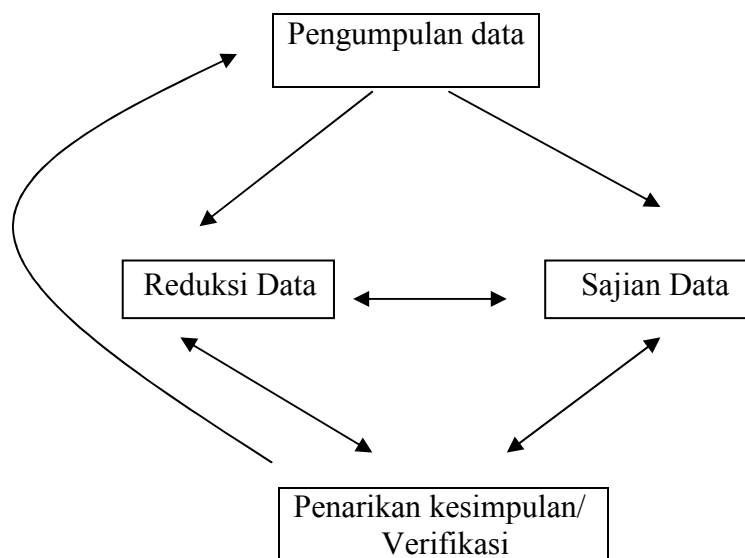 Pengumpulan data
Reduksi Data
Sajian Data
Penarikan kesimpulan/
Verifikasi